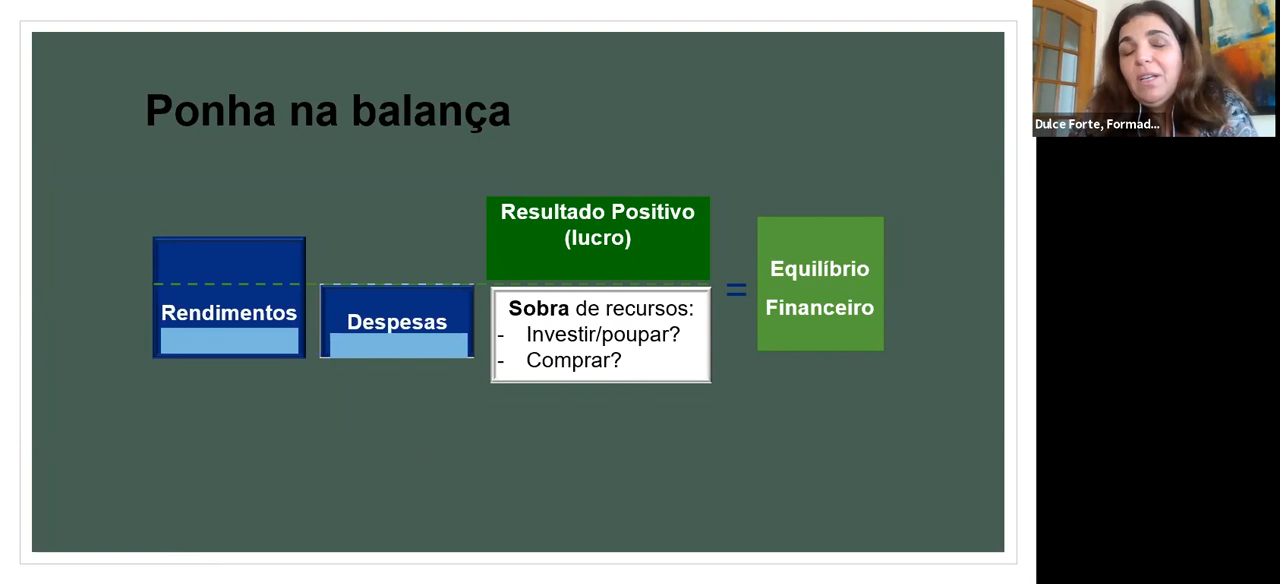 Ponha na balança
Rendimentos
Despesas
Resultado Positivo
(lucro)
Sobra de recursos:
- Investir/poupar?
- Comprar?
=
Equilíbrio
Financeiro
Dulce Forte, Formad...